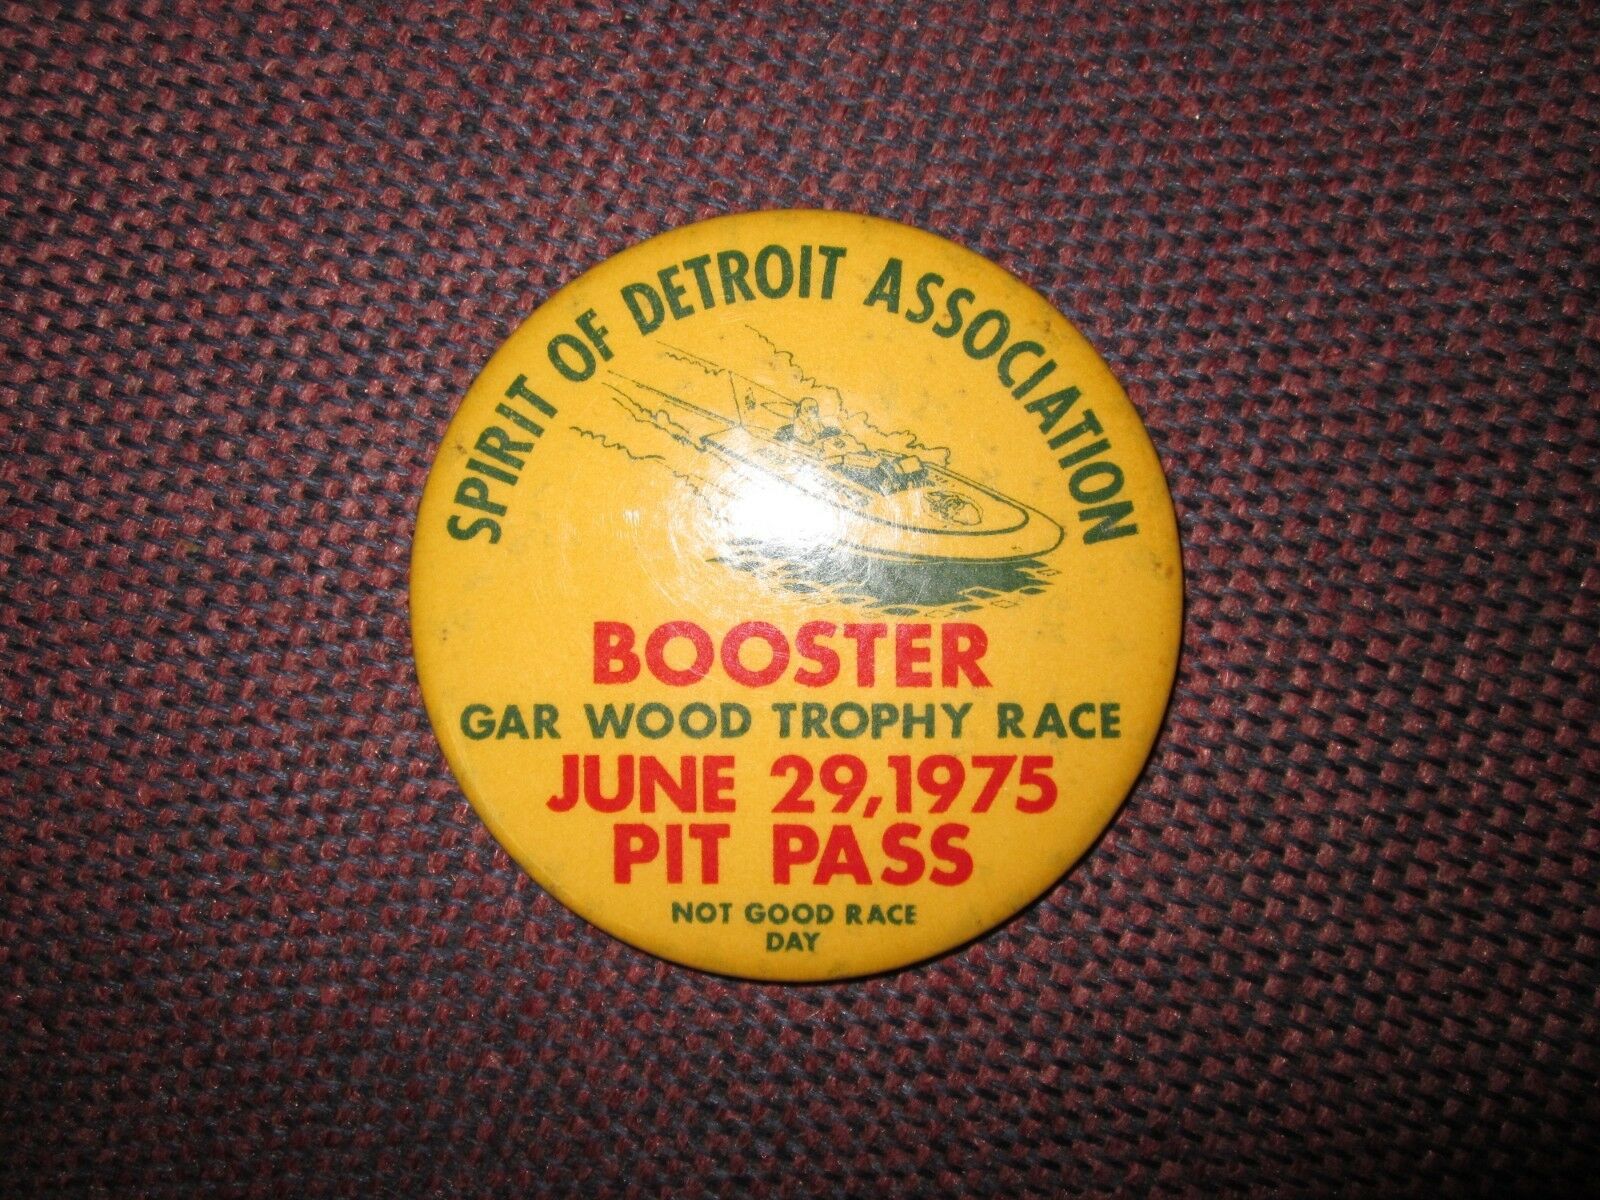 SPIRIT OF DETROIT ASSOCIATION
BOOSTER
GAR WOOD TROPHY RACE
JUNE 29,1975
PIT PASS
NOT GOOD RACE
DAY